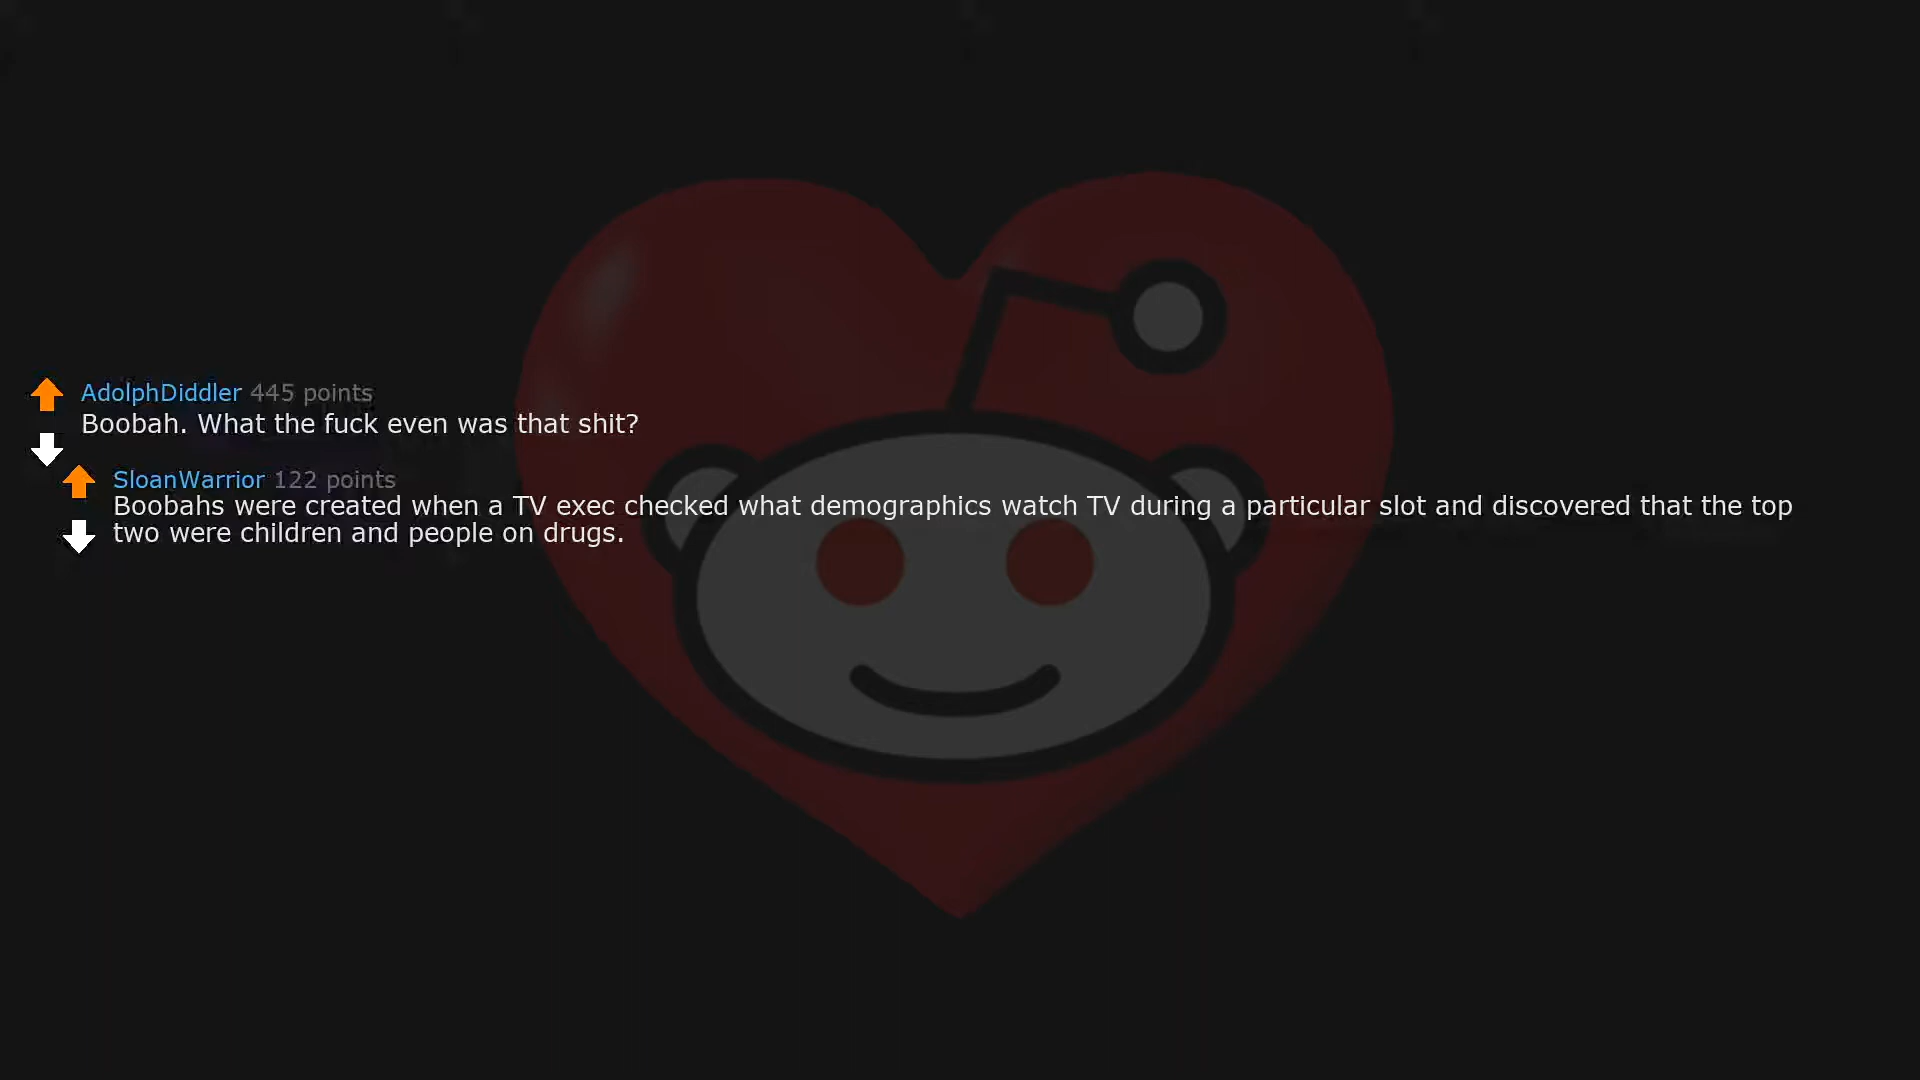 AdolphDiddler 445 points
Boobah. What the fuck even was that shit?
SloanWarrior 122 points
Boobahs were created when a TV exec checked what demographics watch TV during a particular slot and discovered that the top
two were children and people on drugs.